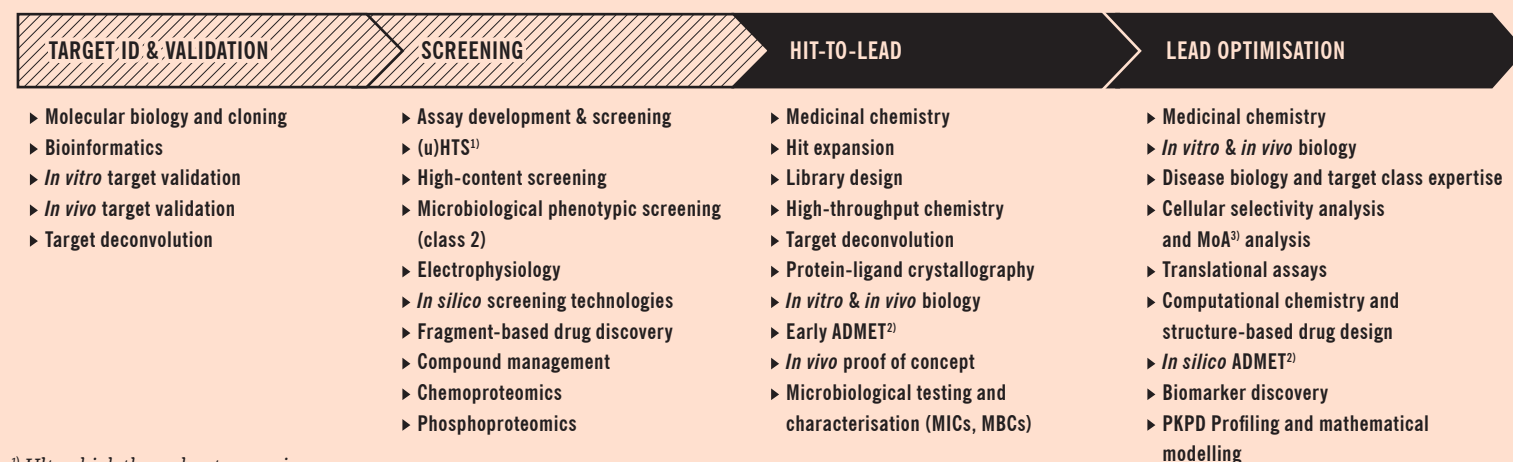 TARGET ID & VALIDATION
▸ Molecular biology and cloning
▸ Bioinformatics
▸ In vitro target validation
▸ In vivo target validation
▸ Target deconvolution
SCREENING
▸ Assay development & screening
▸ (u)HTS1)
▸ High-content screening
▸ Microbiological phenotypic screening
(class 2)
▸ Electrophysiology
▸ In silico screening technologies
▸ Fragment-based drug discovery
▸ Compound management
▸ Chemoproteomics
▸ Phosphoproteomics
HIT-TO-LEAD
▸ Medicinal chemistry
▸ Hit expansion
▸ Library design
▸ High-throughput chemistry
▸ Target deconvolution
▸ Protein-ligand crystallography
▸ In vitro & in vivo biology
▸ Early ADMET2)
▸ In vivo proof of concept
▸ Microbiological testing and
characterisation (MICs, MBCs)
LEAD OPTIMISATION
▸ Medicinal chemistry
▸ In vitro & in vivo biology
▸ Disease biology and target class expertise
▸ Cellular selectivity analysis
and MoA3) analysis
▸ Translational assays
▸ Computational chemistry and
structure-based drug design
▸ In silico ADMET2)
▸ Biomarker discovery
▸ PKPD Profiling and mathematical
modelling